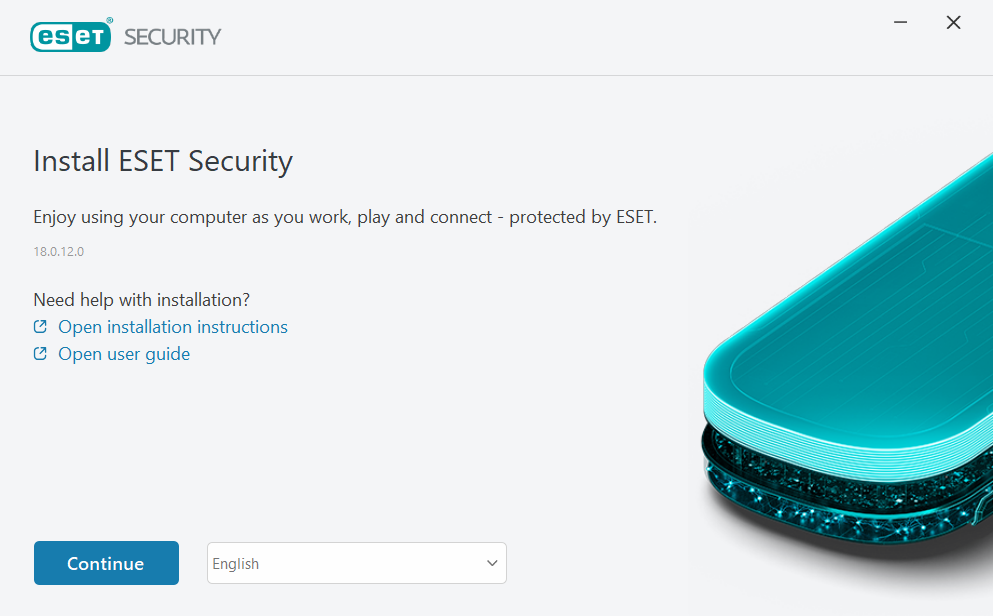 eset® SECURITY
Install ESET Security
Enjoy using your computer as you work, play and connect - protected by ESET.
18.0.12.0
Need help with installation?
Open installation instructions
Open user guide
Continue
English